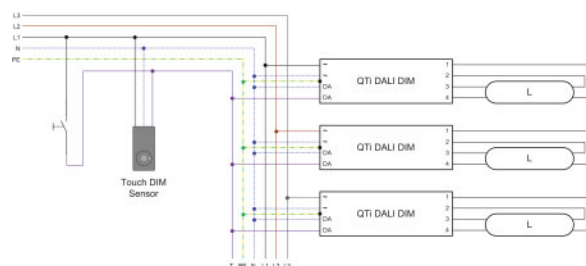 L3
L2
L1
N
PE
~
~
DA
DA
QTi DALI DIM
1
2
3
4
L
~
~
DA
DA
QTi DALI DIM
1
2
3
4
L
Touch DIM
Sensor
~
~
DA
DA
QTi DALI DIM
1
2
3
4
L